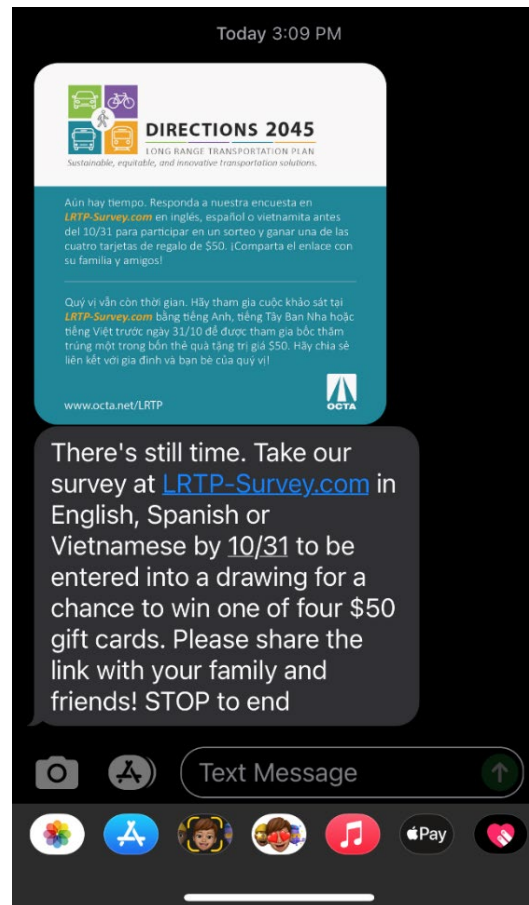 Today 3:09 PM
DIRECTIONS 2045
LONG RANGE TRANSPORTATION PLAN
Sustainable, equitable, and innovative transportation solutions.
Aún hay tiempo. Responda a nuestra encuesta en
LRTP-Survey.com en inglés, español o vietnamita antes
del 10/31 para participar en un sorteo y ganar una de las
cuatro tarjetas de regalo de $50. ¡Comparta el enlace con
su familia y amigos!
Quý vị vẫn còn thời gian. Hãy tham gia cuộc khảo sát tại
LRTP-Survey.com bằng tiếng Anh, tiếng Tây Ban Nha hoặc
tiếng Việt trước ngày 31/10 để được tham gia bốc thăm
trúng một trong bốn thẻ quà tặng trị giá $50. Hãy chia sẻ
liên kết với gia đình và bạn bè của quý vị!
www.octa.net/LRTP
OCTA
There's still time. Take our
survey at LRTP-Survey.com in
English, Spanish or
Vietnamese by 10/31 to be
entered into a drawing for a
chance to win one of four $50
gift cards. Please share the
link with your family and
friends! STOP to end
Text Message
Pay